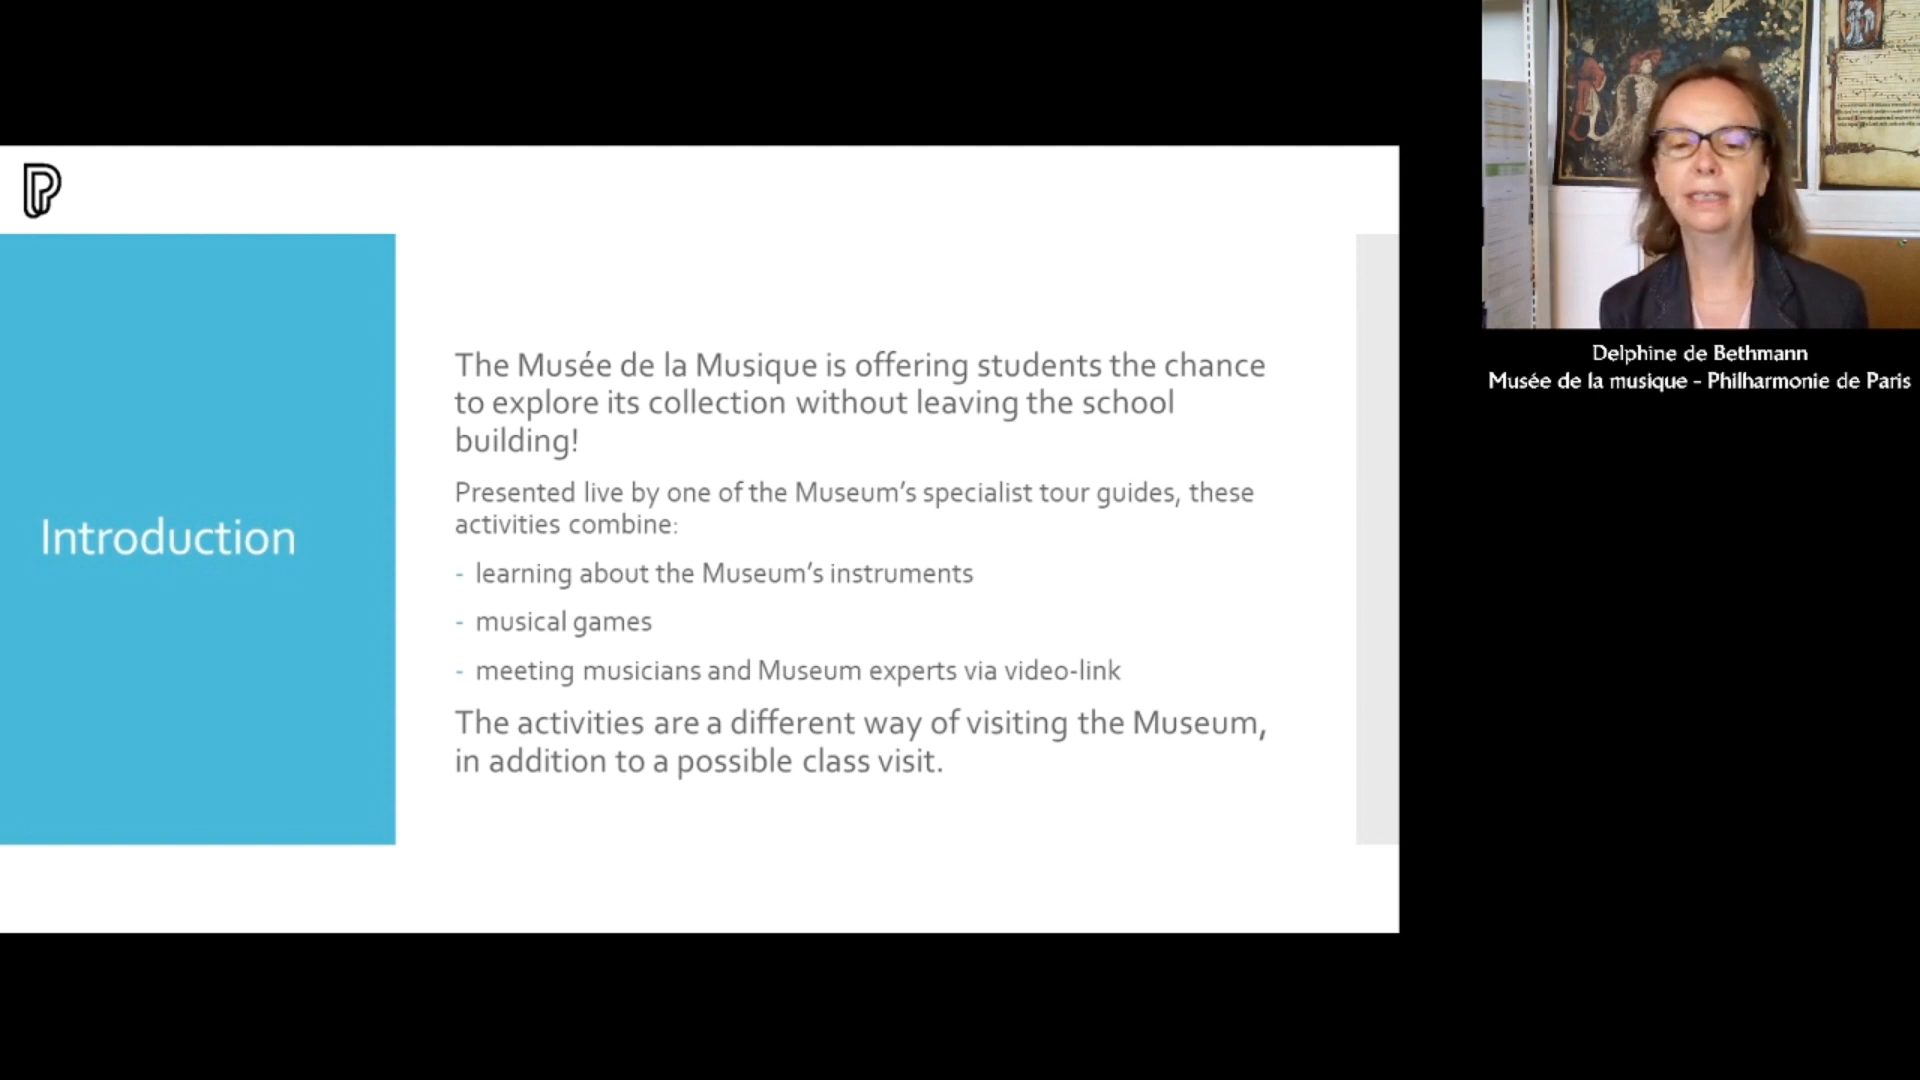 Introduction
The Musée de la Musique is offering students the chance
to explore its collection without leaving the school
building!
Presented live by one of the Museum’s specialist tour guides, these
activities combine:
- learning about the Museum’s instruments
- musical games
- meeting musicians and Museum experts via video-link
The activities are a different way of visiting the Museum,
in addition to a possible class visit.
Delphine de Bethmann
Musée de la musique - Philharmonie de Paris